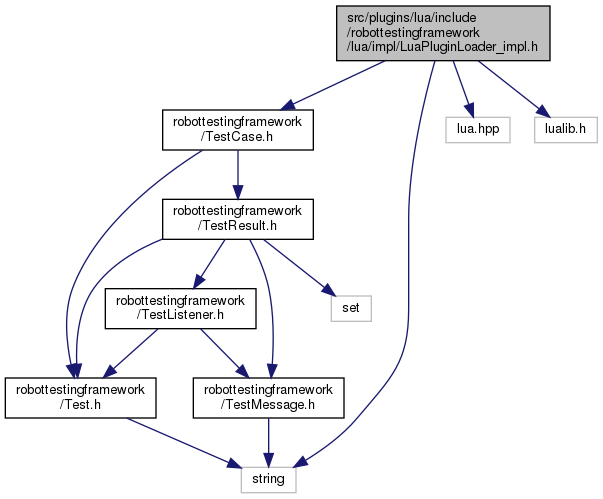 src/plugins/lua/include
/robottestingframework
/lua/impl/LuaPluginLoader_impl.h
robottestingframework
/TestCase.h
lua.hpp
lualib.h
robottestingframework
/TestResult.h
robottestingframework
/TestListener.h
set
robottestingframework
/Test.h
robottestingframework
/TestMessage.h
string